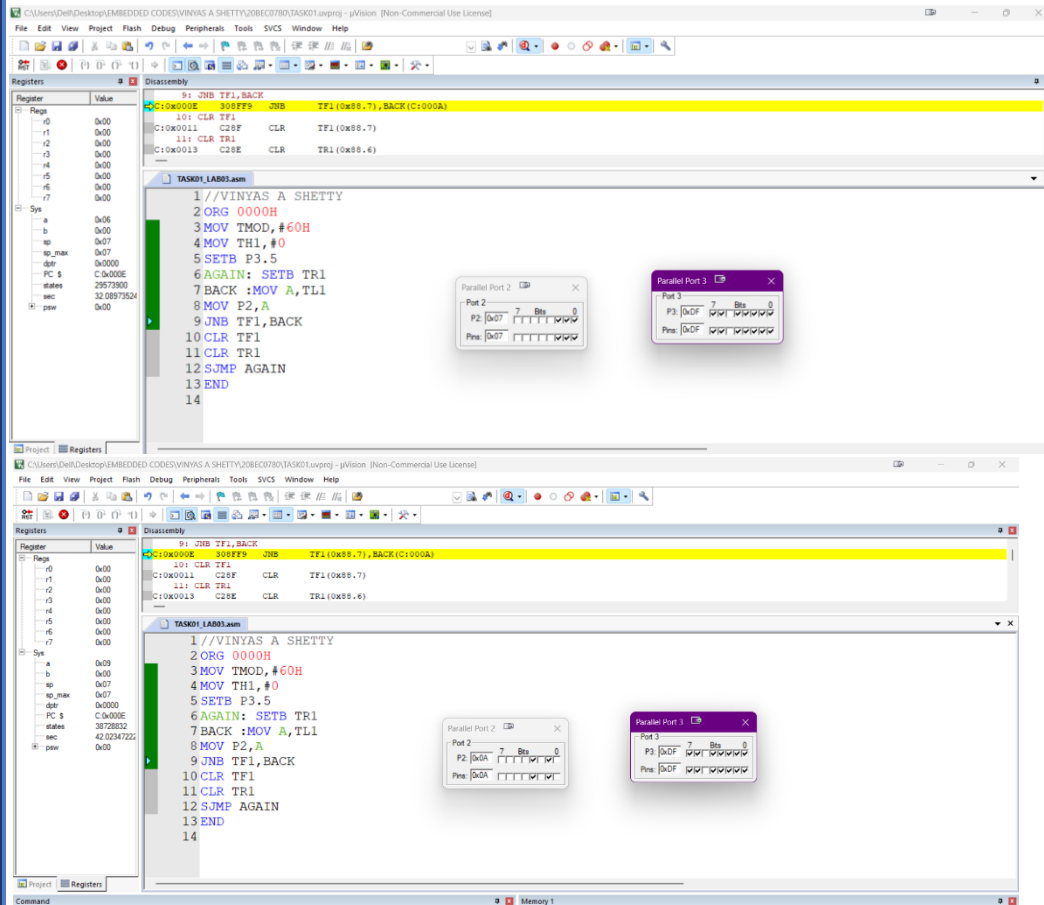 C:\Users\Dell\Desktop\EMBEDDED CODES\VINYAS A SHETTY\20BEC0780\TASK01.uvproj - µVision [Non-Commercial Use License]
File Edit View Project Flash Debug Peripherals Tools SVCS Window Help
Registers
Register Value
Regs
r0 0x00
r1 0x00
r2 0x00
r3 0x00
r4 0x00
r5 0x00
r6 0x00
r7 0x00
Sys
a 0x06
b 0x00
sp 0x07
sp_max 0x07
dptr 0x0000
PC $ C:0x000E
states 29573900
sec 32.08973524
psw 0x00
Project Registers
Disassembly
9: JNB TF1,BACK
C:0x000E 308FF9 JNB TF1(0x88.7),BACK(C:000A)
10: CLR TF1
C:0x0011 C28F CLR TF1(0x88.7)
11: CLR TR1
C:0x0013 C28E CLR TR1(0x88.6)
TASK01_LAB03.asm
1 //VINYAS A SHETTY
2 ORG 0000H
3 MOV TMOD,#60H
4 MOV TH1,#0
5 SETB P3.5
6 AGAIN: SETB TR1
7 BACK :MOV A,TL1
8 MOV P2,A
9 JNB TF1,BACK
10 CLR TF1
11 CLR TR1
12 SJMP AGAIN
13 END
14
Parallel Port 2
Port 2
7 Bits 0
P2: 0x07
Pins: 0x07
Parallel Port 3
Port 3
7 Bits 0
P3: 0xDF
Pins: 0xDF
C:\Users\Dell\Desktop\EMBEDDED CODES\VINYAS A SHETTY\20BEC0780\TASK01.uvproj - µVision [Non-Commercial Use License]
File Edit View Project Flash Debug Peripherals Tools SVCS Window Help
Registers
Register Value
Regs
r0 0x00
r1 0x00
r2 0x00
r3 0x00
r4 0x00
r5 0x00
r6 0x00
r7 0x00
Sys
a 0x09
b 0x00
sp 0x07
sp_max 0x07
dptr 0x0000
PC $ C:0x000E
states 38728832
sec 42.02347222
psw 0x00
Project Registers
Disassembly
9: JNB TF1,BACK
C:0x000E 308FF9 JNB TF1(0x88.7),BACK(C:000A)
10: CLR TF1
C:0x0011 C28F CLR TF1(0x88.7)
11: CLR TR1
C:0x0013 C28E CLR TR1(0x88.6)
TASK01_LAB03.asm
1 //VINYAS A SHETTY
2 ORG 0000H
3 MOV TMOD,#60H
4 MOV TH1,#0
5 SETB P3.5
6 AGAIN: SETB TR1
7 BACK :MOV A,TL1
8 MOV P2,A
9 JNB TF1,BACK
10 CLR TF1
11 CLR TR1
12 SJMP AGAIN
13 END
14
Parallel Port 2
Port 2
7 Bits 0
P2: 0x0A
Pins: 0x0A
Parallel Port 3
Port 3
7 Bits 0
P3: 0xDF
Pins: 0xDF
Command
Memory 1